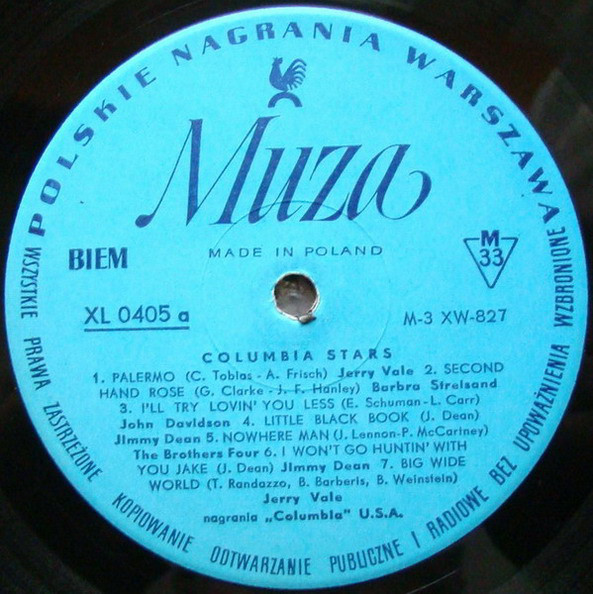 POLSKIE NAGRANIA WARSZAWA
Muza
MADE IN POLAND
BIEM
M
33
XL 0405 a
M-3 XW-827
COLUMBIA STARS
1. PALERMO (C. Tobias - A. Frisch) Jerry Vale 2. SECOND
HAND ROSE (G. Clarke - J. F. Hanley) Barbra Streisand
3. I'LL TRY LOVIN' YOU LESS (E. Schuman - L. Carr)
John Davidson 4. LITTLE BLACK BOOK (J. Dean)
Jimmy Dean 5. NOWHERE MAN (J. Lennon-P. McCartney)
The Brothers Four 6. I WON'T GO HUNTIN' WITH
YOU JAKE (J. Dean) Jimmy Dean 7. BIG WIDE
WORLD (T. Randazzo, B. Barberis, B. Weinstein)
Jerry Vale
nagrania „Columbia" U.S.A.
WSZYSTKIE PRAWA ZASTRZEŻONE KOPIOWANIE ODTWARZANIE PUBLICZNE I RADIOWE BEZ UPOWAŻNIENIA WZBRONIONE